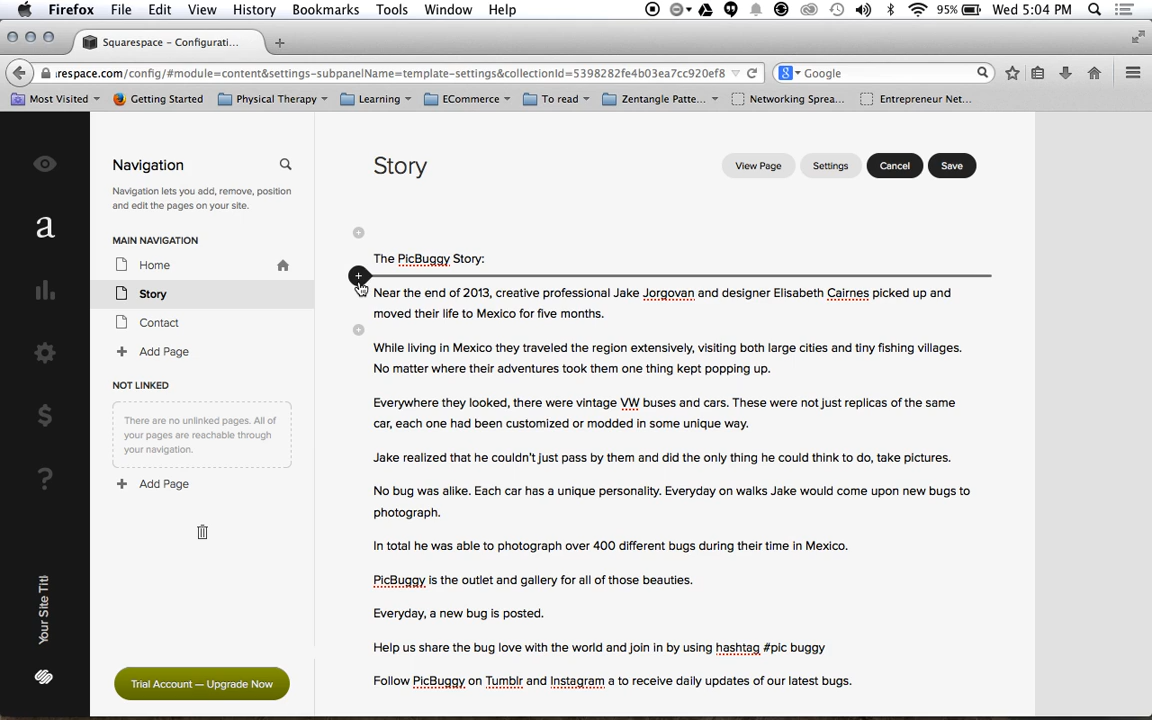 Firefox File Edit View History Bookmarks Tools Window Help 95% Wed 5:04 PM
Squarespace – Configurati...
arespace.com/config/#module=content&settings-subpanelName=template-settings&collectionId=5398282fe4b03ea7cc920ef8 Google
Most Visited Getting Started Physical Therapy Learning ECommerce To read Zentangle Patte... Networking Sprea... Entrepreneur Net...
Navigation
Navigation lets you add, remove, position
and edit the pages on your site.
MAIN NAVIGATION
Home
Story
Contact
Add Page
NOT LINKED
There are no unlinked pages. All of
your pages are reachable through
your navigation.
Add Page
Your Site Titl
Trial Account — Upgrade Now
Story
View Page Settings Cancel Save
The PicBuggy Story:
Near the end of 2013, creative professional Jake Jorgovan and designer Elisabeth Cairnes picked up and
moved their life to Mexico for five months.
While living in Mexico they traveled the region extensively, visiting both large cities and tiny fishing villages.
No matter where their adventures took them one thing kept popping up.
Everywhere they looked, there were vintage VW buses and cars. These were not just replicas of the same
car, each one had been customized or modded in some unique way.
Jake realized that he couldn't just pass by them and did the only thing he could think to do, take pictures.
No bug was alike. Each car has a unique personality. Everyday on walks Jake would come upon new bugs to
photograph.
In total he was able to photograph over 400 different bugs during their time in Mexico.
PicBuggy is the outlet and gallery for all of those beauties.
Everyday, a new bug is posted.
Help us share the bug love with the world and join in by using hashtag #pic buggy
Follow PicBuggy on Tumblr and Instagram a to receive daily updates of our latest bugs.